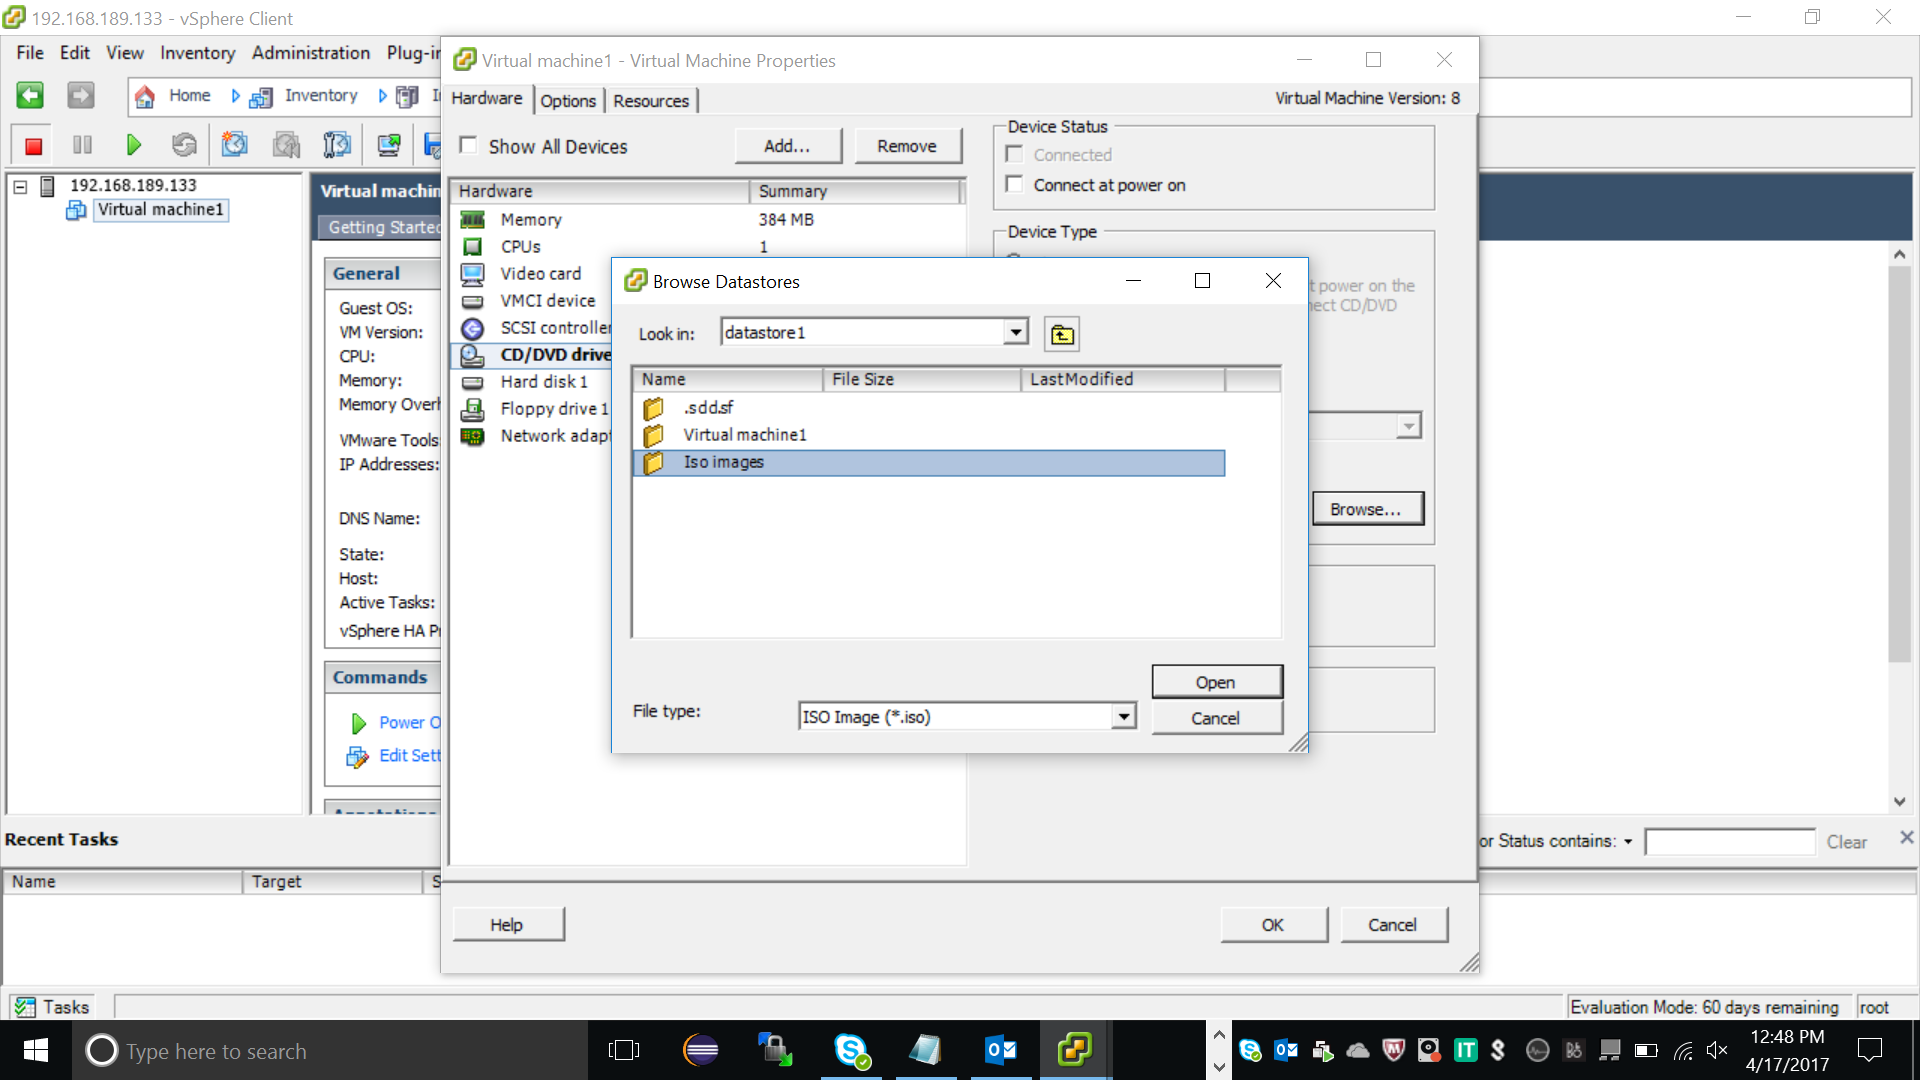 192.168.189.133 - vSphere Client
File Edit View Inventory Administration Plug-in
Home Inventory
192.168.189.133
Virtual machine1
Virtual machin
Getting Started
General
Guest OS:
VM Version:
CPU:
Memory:
Memory Overh
VMware Tools:
IP Addresses:
DNS Name:
State:
Host:
Active Tasks:
vSphere HA Pr
Commands
Power O
Edit Sett
Annotations
Virtual machine1 - Virtual Machine Properties
Hardware Options Resources
Virtual Machine Version: 8
Show All Devices
Add...
Remove
Hardware Summary
Memory 384 MB
CPUs 1
Video card
VMCI device
SCSI controller
CD/DVD drive
Hard disk 1
Floppy drive 1
Network adapt
Device Status
Connected
Connect at power on
Device Type
t power on the
nect CD/DVD
Browse...
Browse Datastores
Look in: datastore1
Name File Size Last Modified
.sdd.sf
Virtual machine1
Iso images
File type: ISO Image (*.iso)
Open
Cancel
Help
OK
Cancel
Recent Tasks
or Status contains:
Clear
Name Target S
Tasks
Evaluation Mode: 60 days remaining
root
Type here to search
12:48 PM
4/17/2017